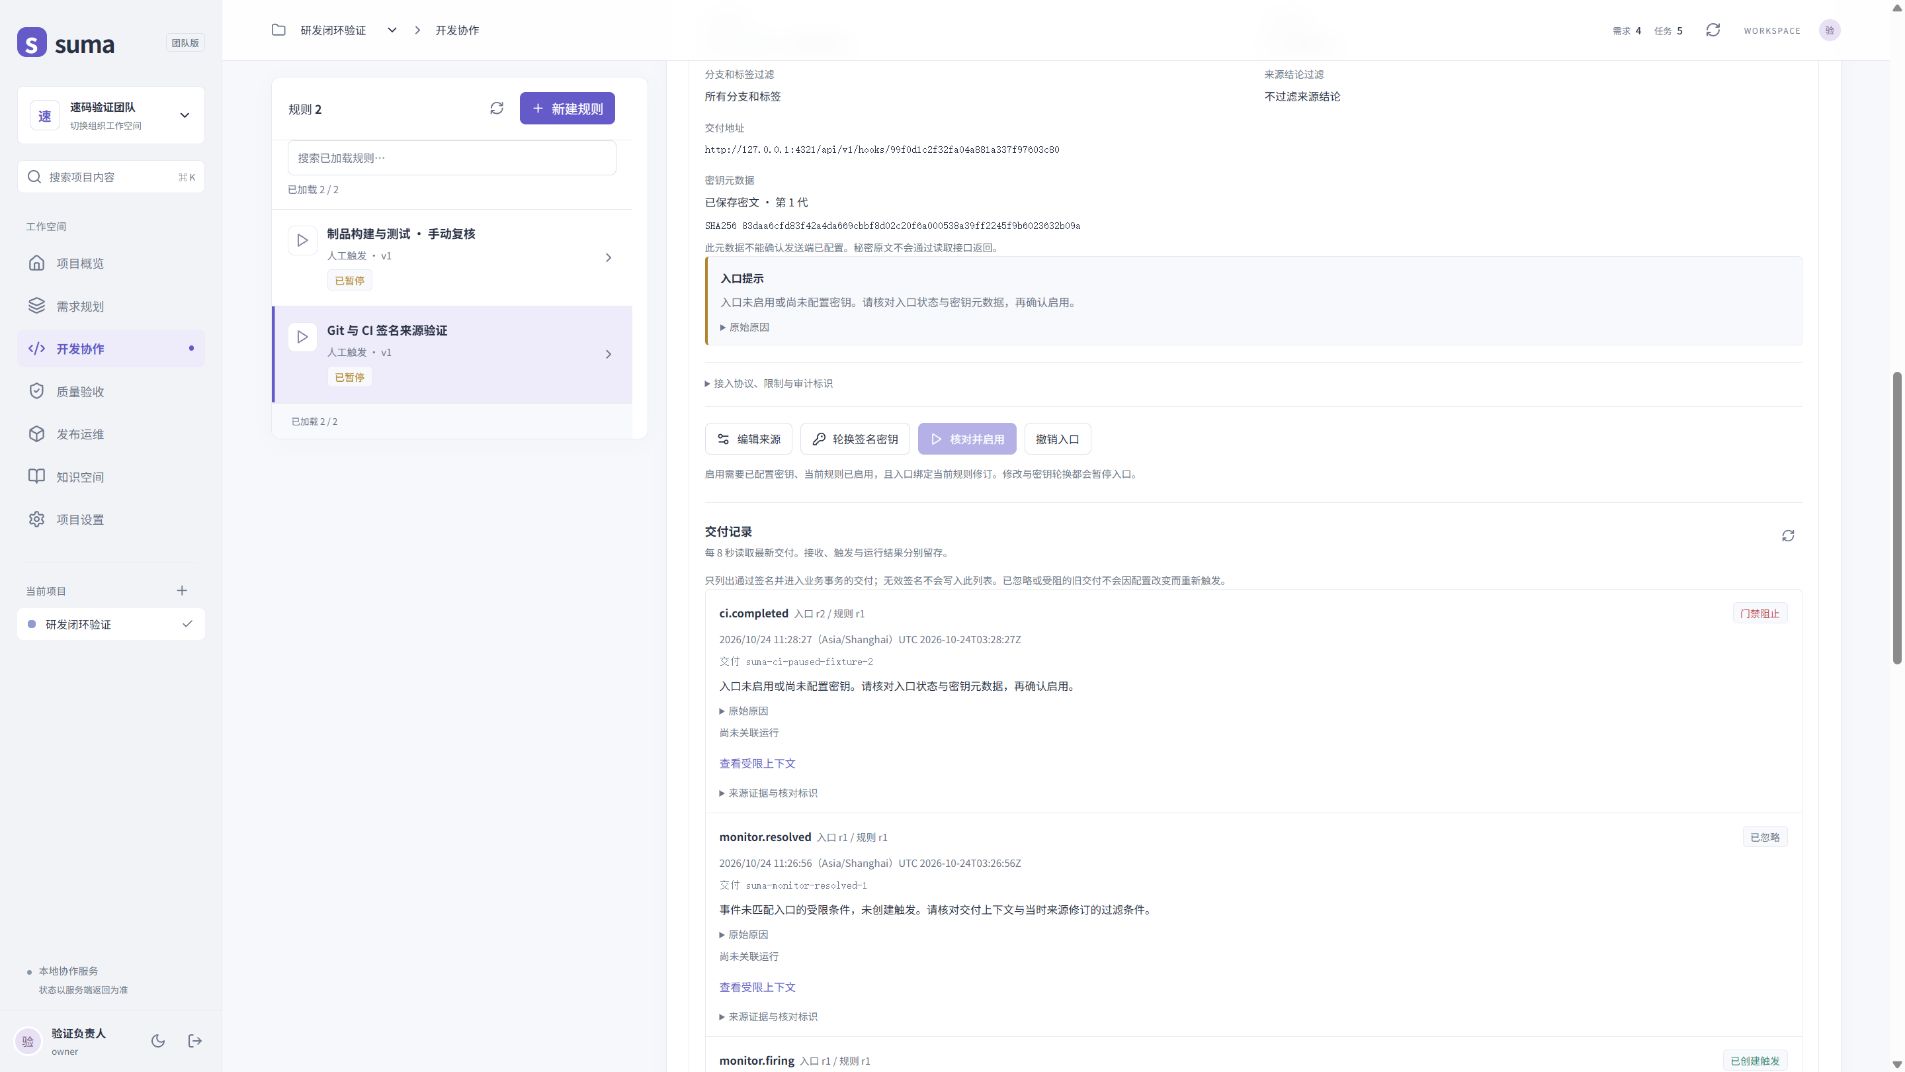 suma
团队版
速
速码验证团队
切换组织工作空间
搜索项目内容
⌘K
工作空间
项目概览
需求规划
开发协作
质量验收
发布运维
知识空间
项目设置
当前项目
研发闭环验证
本地协作服务
状态以服务端返回为准
验
验证负责人
owner
研发闭环验证
开发协作
需求 4
任务 5
WORKSPACE
验
规则 2
新建规则
搜索已加载规则…
已加载 2 / 2
制品构建与测试 · 手动复核
人工触发 · v1
已暂停
Git 与 CI 签名来源验证
人工触发 · v1
已暂停
已加载 2 / 2
分支和标签过滤
所有分支和标签
来源结论过滤
不过滤来源结论
交付地址
http://127.0.0.1:4321/api/v1/hooks/99f0d1c2f32fa04a881a337f97603c80
密钥元数据
已保存密文 · 第 1 代
SHA256 83daa6cfd83f42a4da669cbbf8d02c20f6a000538a39ff2245f9b6023632b09a
此元数据不能确认发送端已配置。秘密原文不会通过读取接口返回。
入口提示
入口未启用或尚未配置密钥。请核对入口状态与密钥元数据，再确认启用。
原始原因
接入协议、限制与审计标识
编辑来源
轮换签名密钥
核对并启用
撤销入口
启用需要已配置密钥、当前规则已启用，且入口绑定当前规则修订。修改与密钥轮换都会暂停入口。
交付记录
每 8 秒读取最新交付。接收、触发与运行结果分别留存。
只列出通过签名并进入业务事务的交付；无效签名不会写入此列表。已忽略或受阻的旧交付不会因配置改变而重新触发。
ci.completed 入口 r2 / 规则 r1
门禁阻止
2026/10/24 11:28:27（Asia/Shanghai）UTC 2026-10-24T03:28:27Z
交付 suma-ci-paused-fixture-2
入口未启用或尚未配置密钥。请核对入口状态与密钥元数据，再确认启用。
原始原因
尚未关联运行
查看受限上下文
来源证据与核对标识
monitor.resolved 入口 r1 / 规则 r1
已忽略
2026/10/24 11:26:56（Asia/Shanghai）UTC 2026-10-24T03:26:56Z
交付 suma-monitor-resolved-1
事件未匹配入口的受限条件，未创建触发。请核对交付上下文与当时来源修订的过滤条件。
原始原因
尚未关联运行
查看受限上下文
来源证据与核对标识
monitor.firing 入口 r1 / 规则 r1
已创建触发